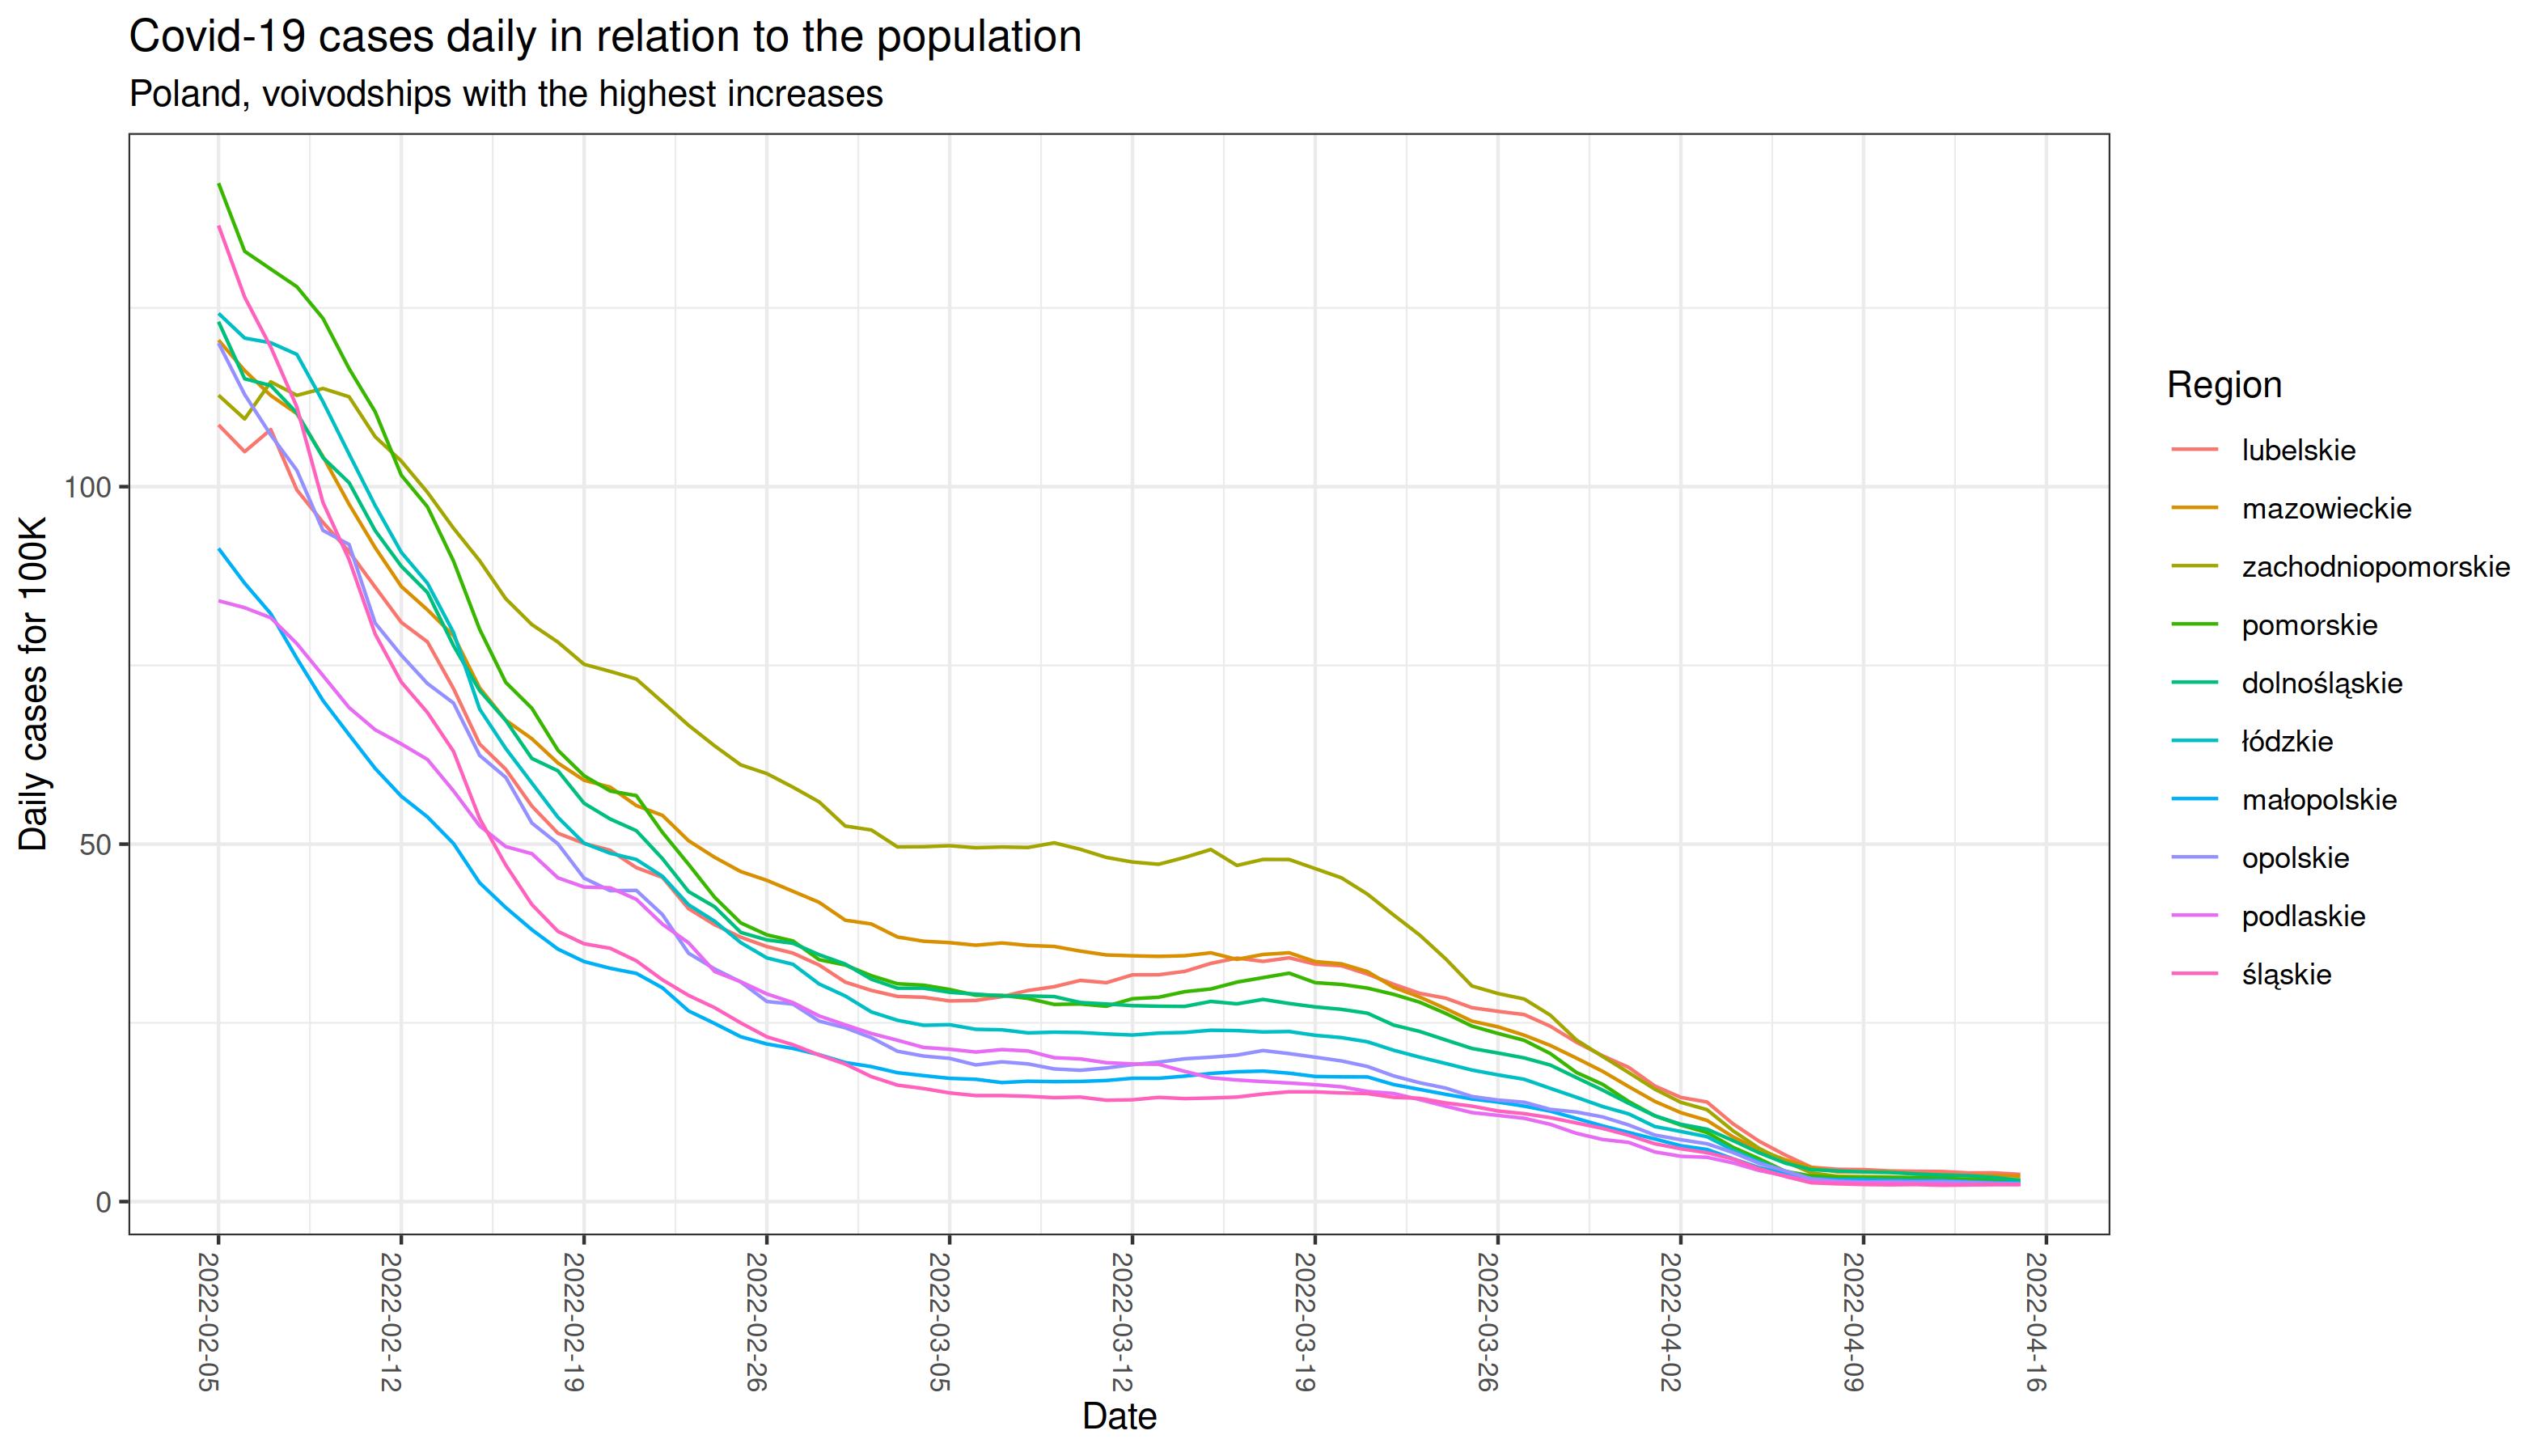 Covid-19 cases daily in relation to the population
Poland, voivodships with the highest increases
Daily cases for 100K
100
50
0
2022-02-05
2022-02-12
2022-02-19
2022-02-26
2022-03-05
2022-03-12
2022-03-19
2022-03-26
2022-04-02
2022-04-09
2022-04-16
Date
Region
lubelskie
mazowieckie
zachodniopomorskie
pomorskie
dolnośląskie
łódzkie
małopolskie
opolskie
podlaskie
śląskie